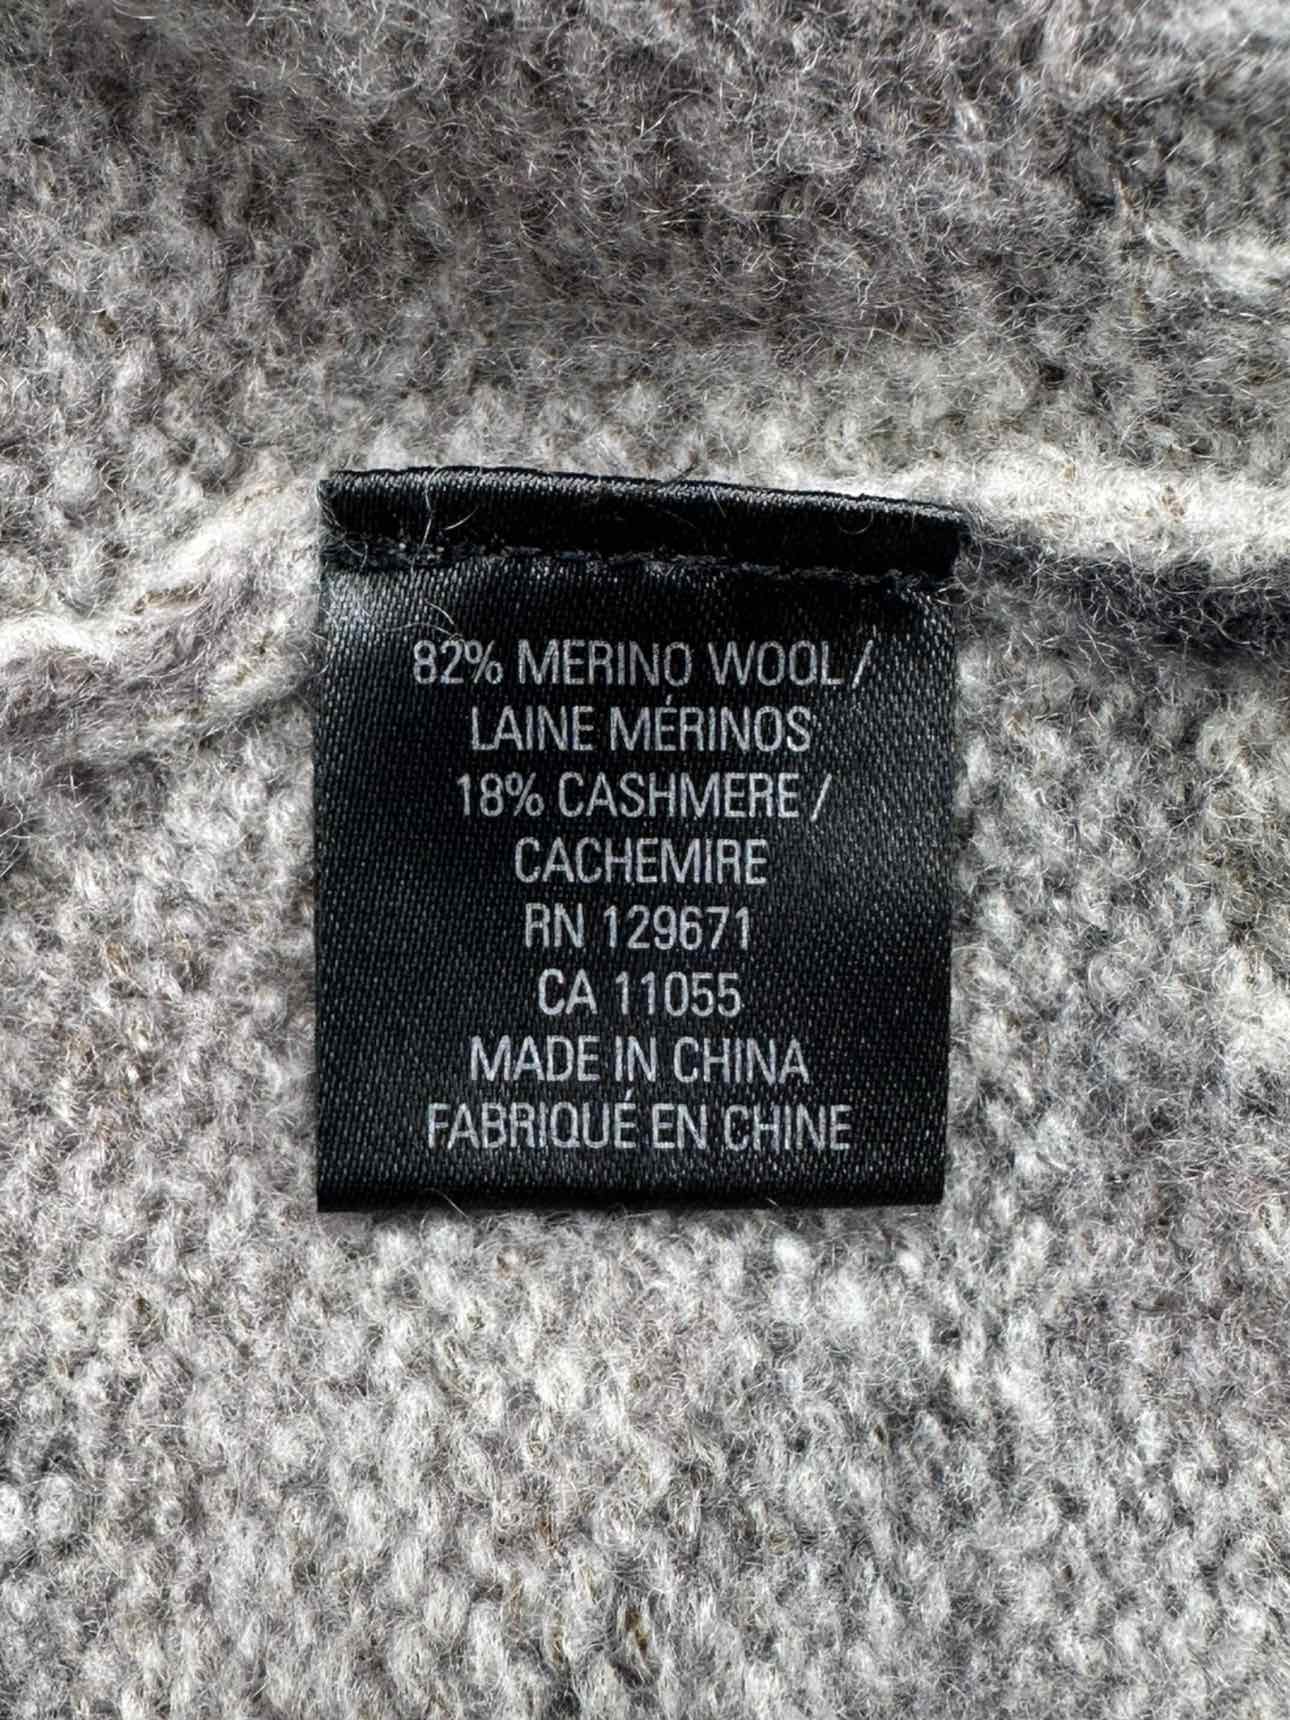 82% MERINO WOOL /
LAINE MÉRINOS
18% CASHMERE /
CACHEMIRE
RN 129671
CA 11055
MADE IN CHINA
FABRIQUÉ EN CHINE